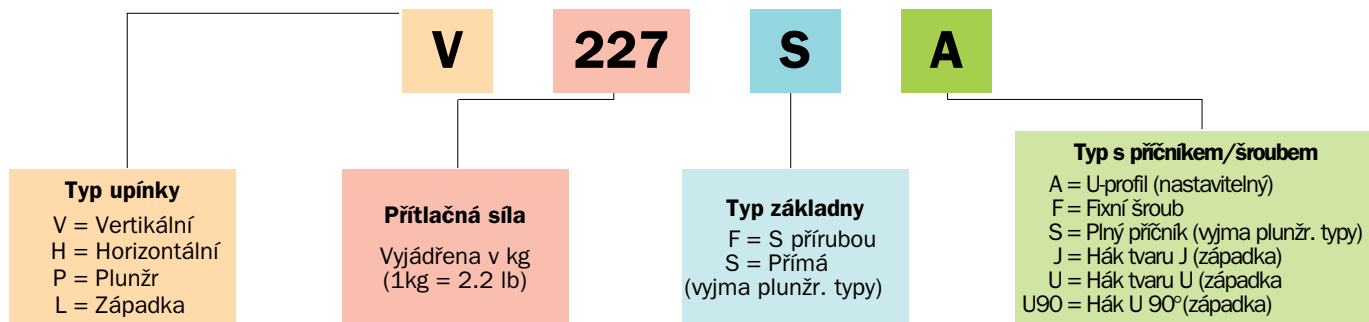 V 227 S A
Typ upínky
V = Vertikální
H = Horizontální
P = Plunžr
L = Západka
Přítlačná síla
Vyjádřena v kg
(1kg = 2.2 lb)
Typ základny
F = S přírubou
S = Přímá
(vyjma plunžr. typy)
Typ s příčníkem/šroubem
A = U-profil (nastavitelný)
F = Fixní šroub
S = Plný příčník (vyjma plunžr. typy)
J = Hák tvaru J (západka)
U = Hák tvaru U (západka
U90 = Hák U 90°(západka)